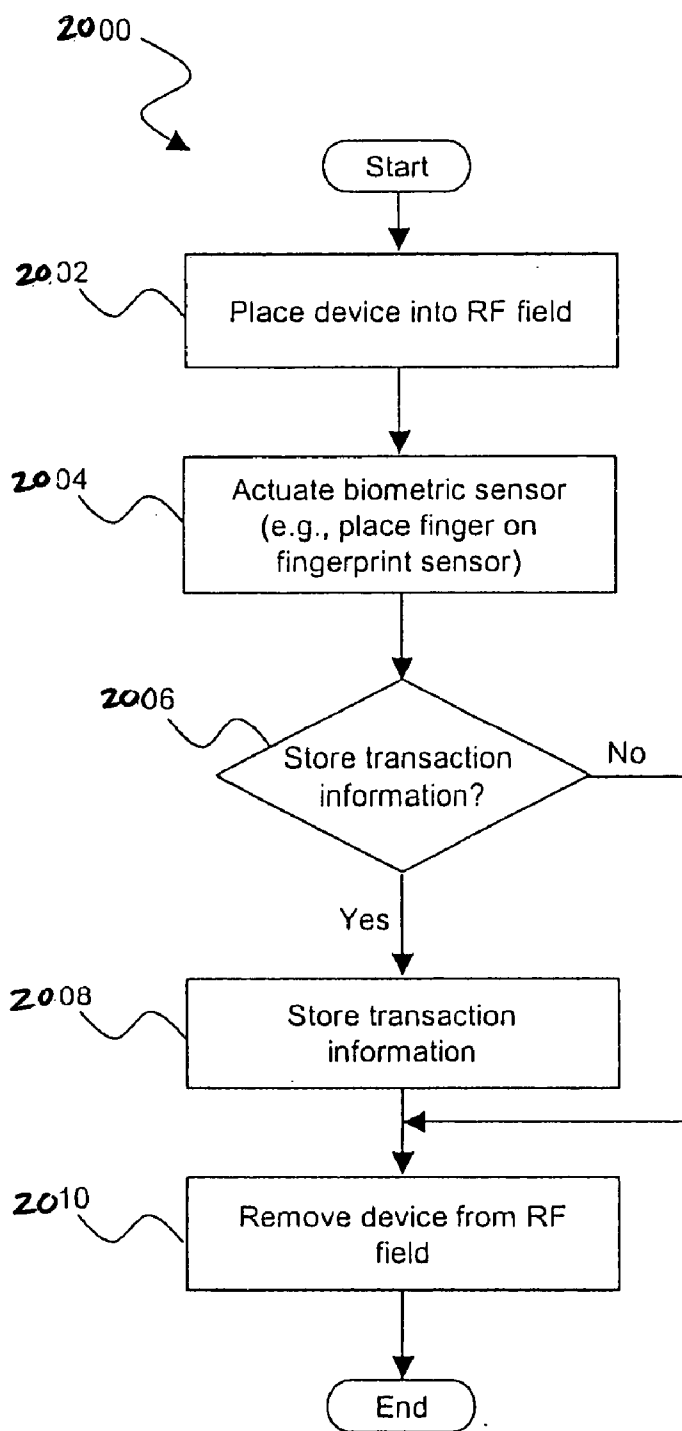 2000
Start
2002
Place device into RF field
2004
Actuate biometric sensor
(e.g., place finger on
fingerprint sensor)
2006
Store transaction
information?
No
Yes
2008
Store transaction
information
2010
Remove device from RF
field
End